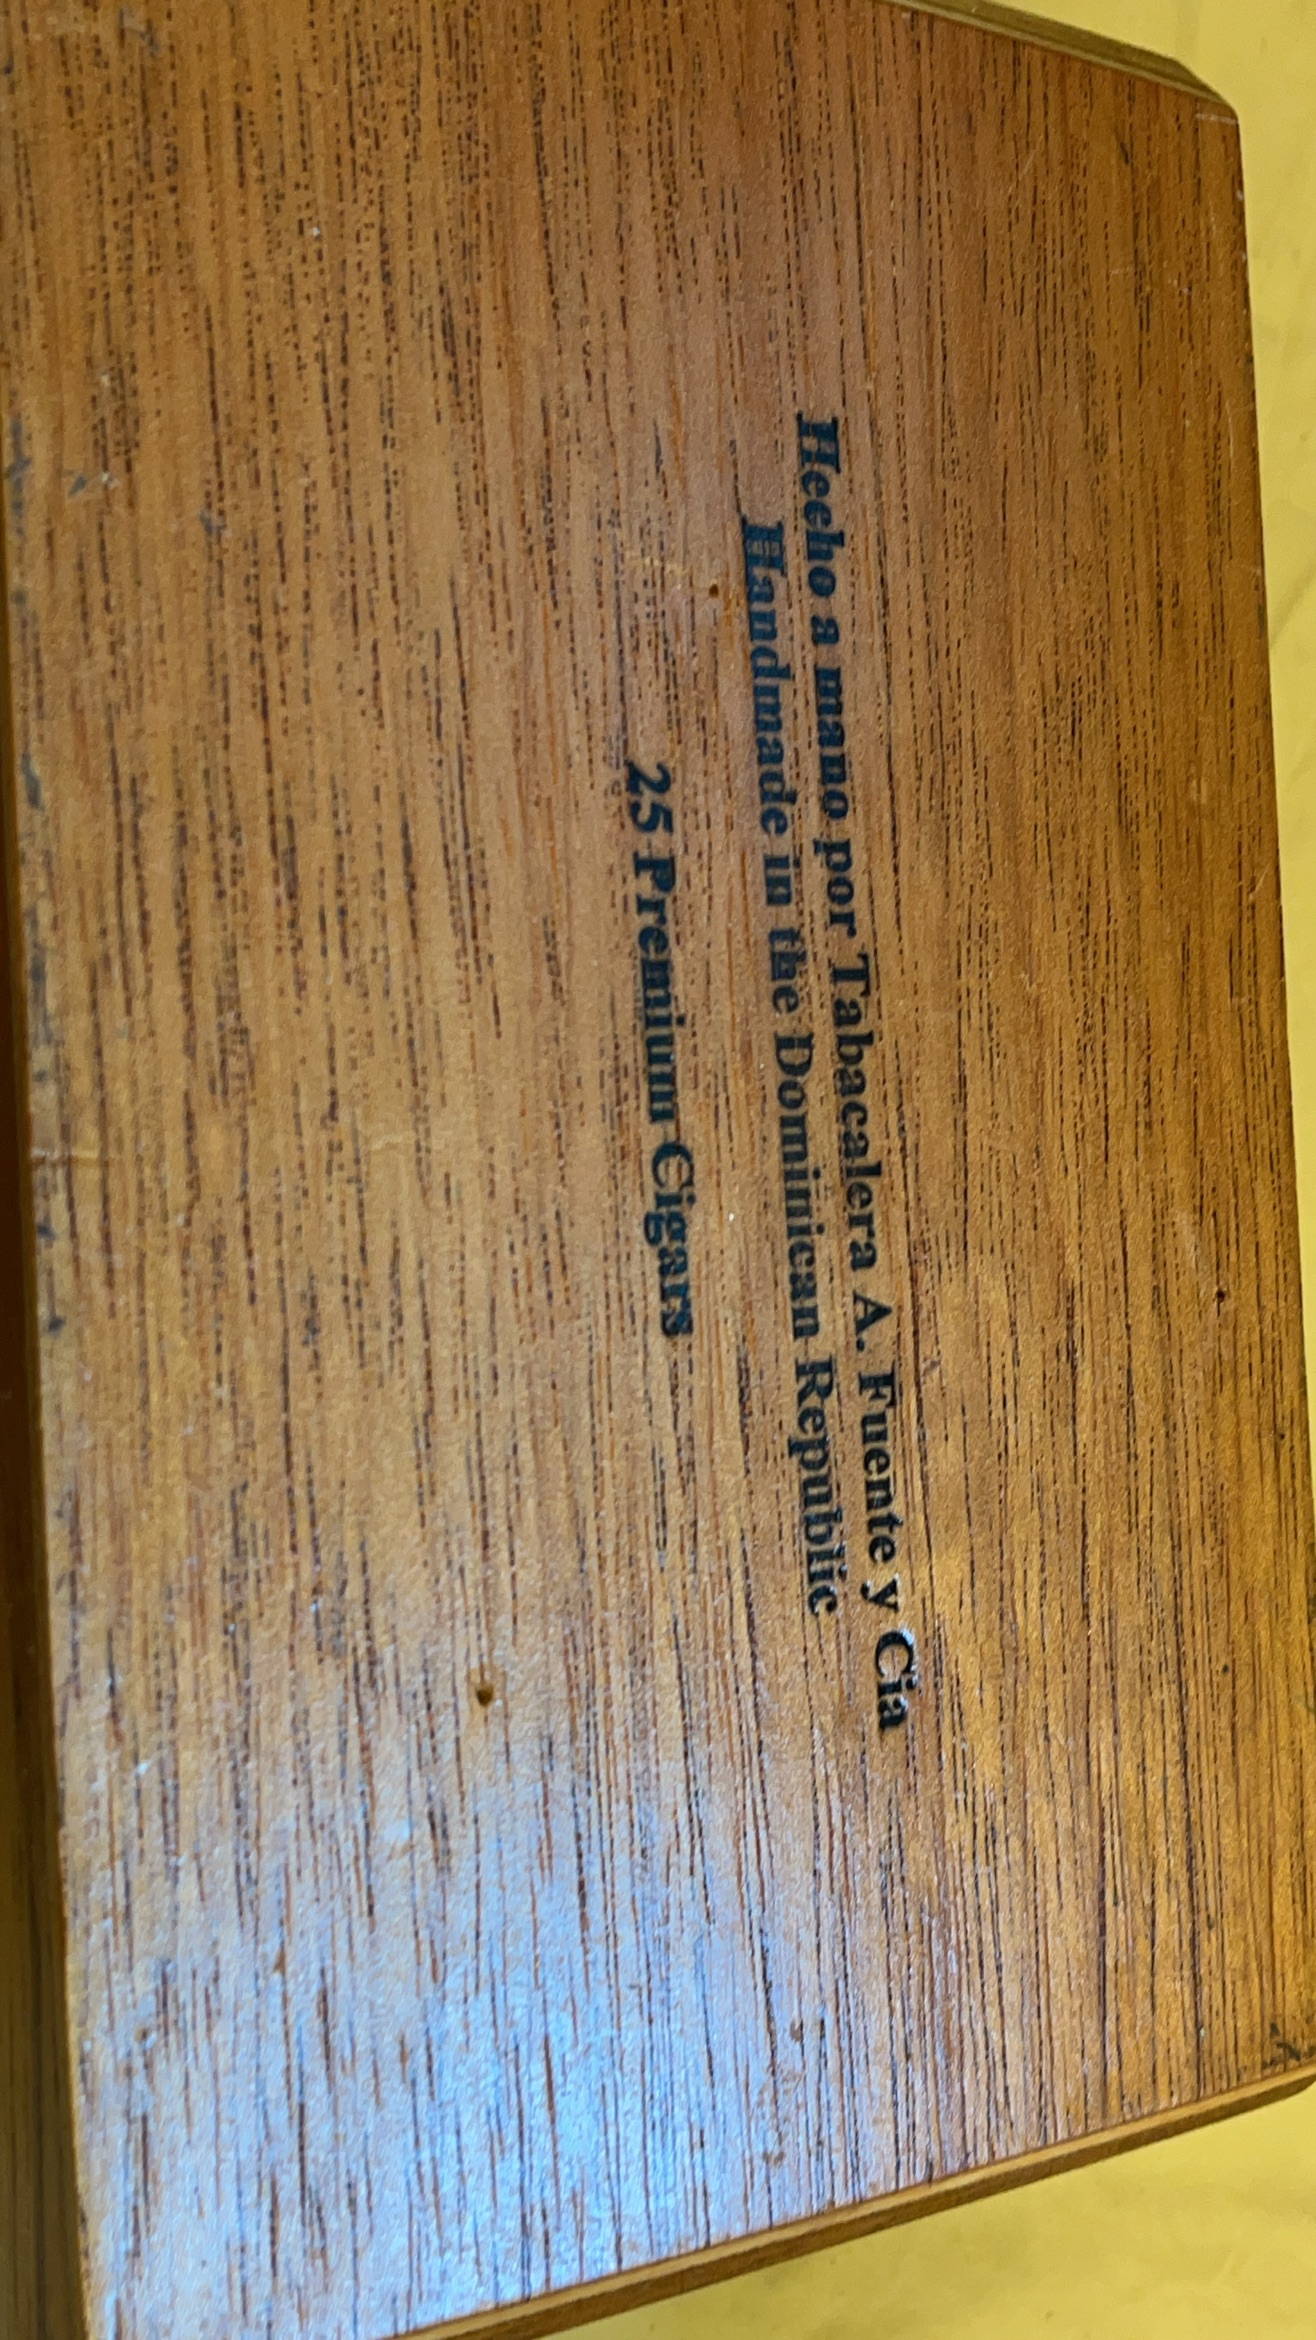 Hecho a mano por Tabacalera A. Fuente y Cia
Handmade in the Dominican Republic
25 Premium Cigars